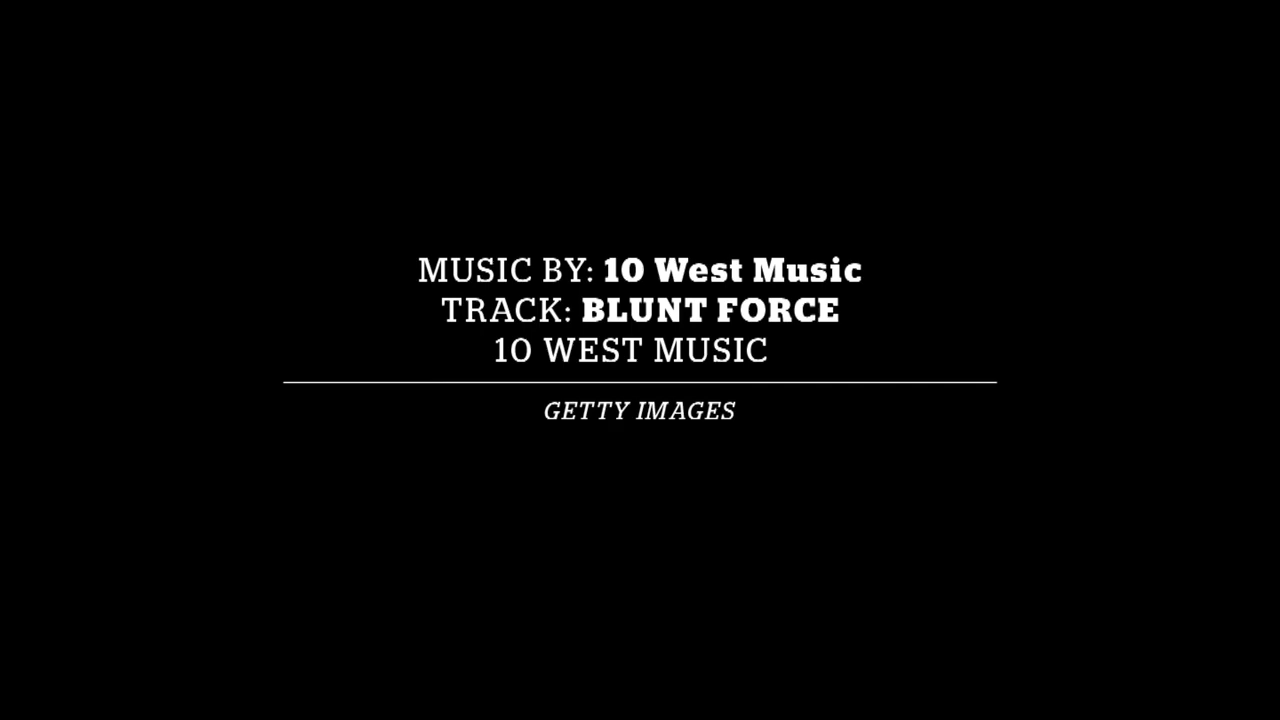 MUSIC BY: 10 West Music
TRACK: BLUNT FORCE
10 WEST MUSIC
GETTY IMAGES